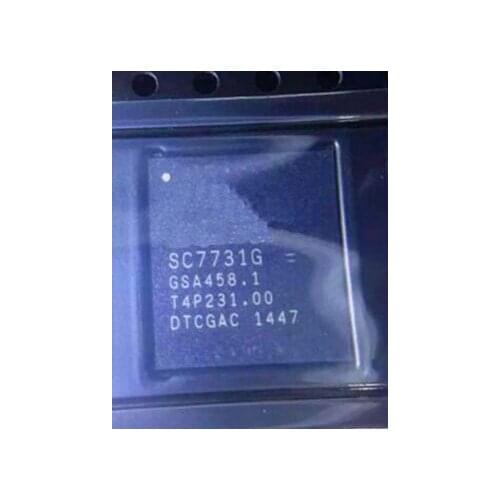 SC7731G =
GSA458.1
T4P231.00
DTCGAC 1447